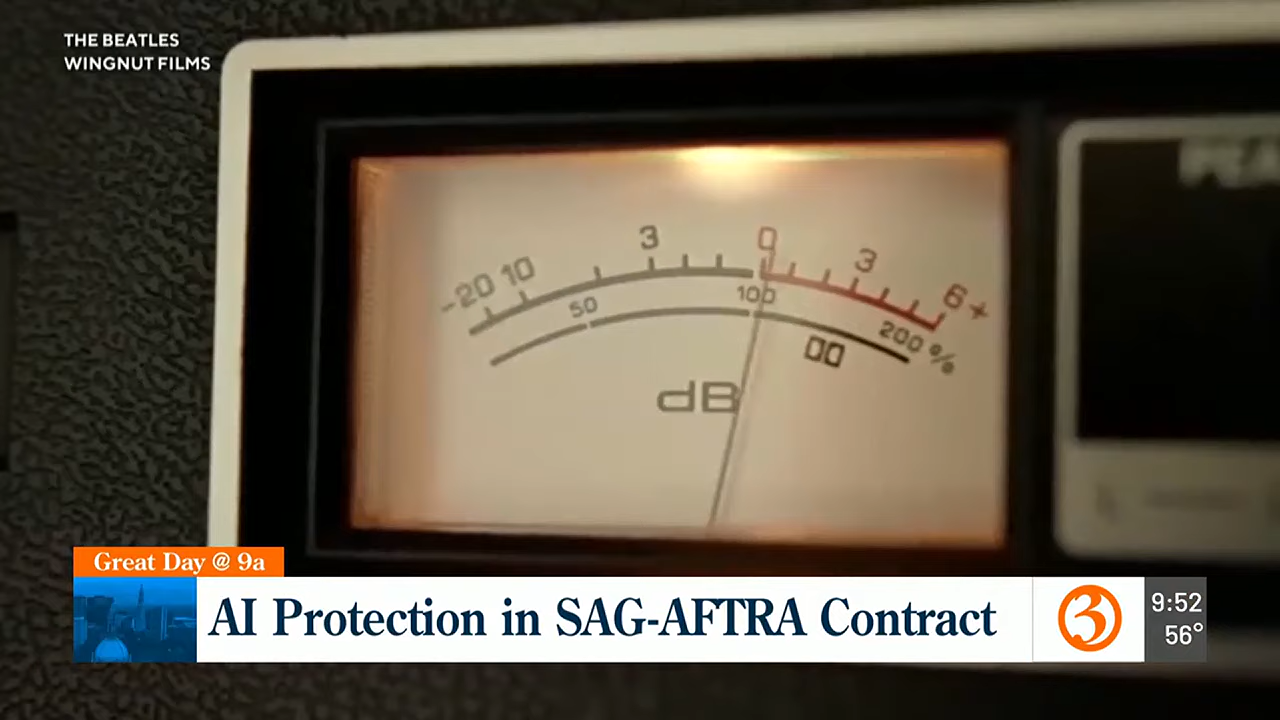 THE BEATLES
WINGNUT FILMS
-20 10 3 0 3 6+
50 100 200 %
dB
Great Day @ 9a
AI Protection in SAG-AFTRA Contract
3
9:52
56°